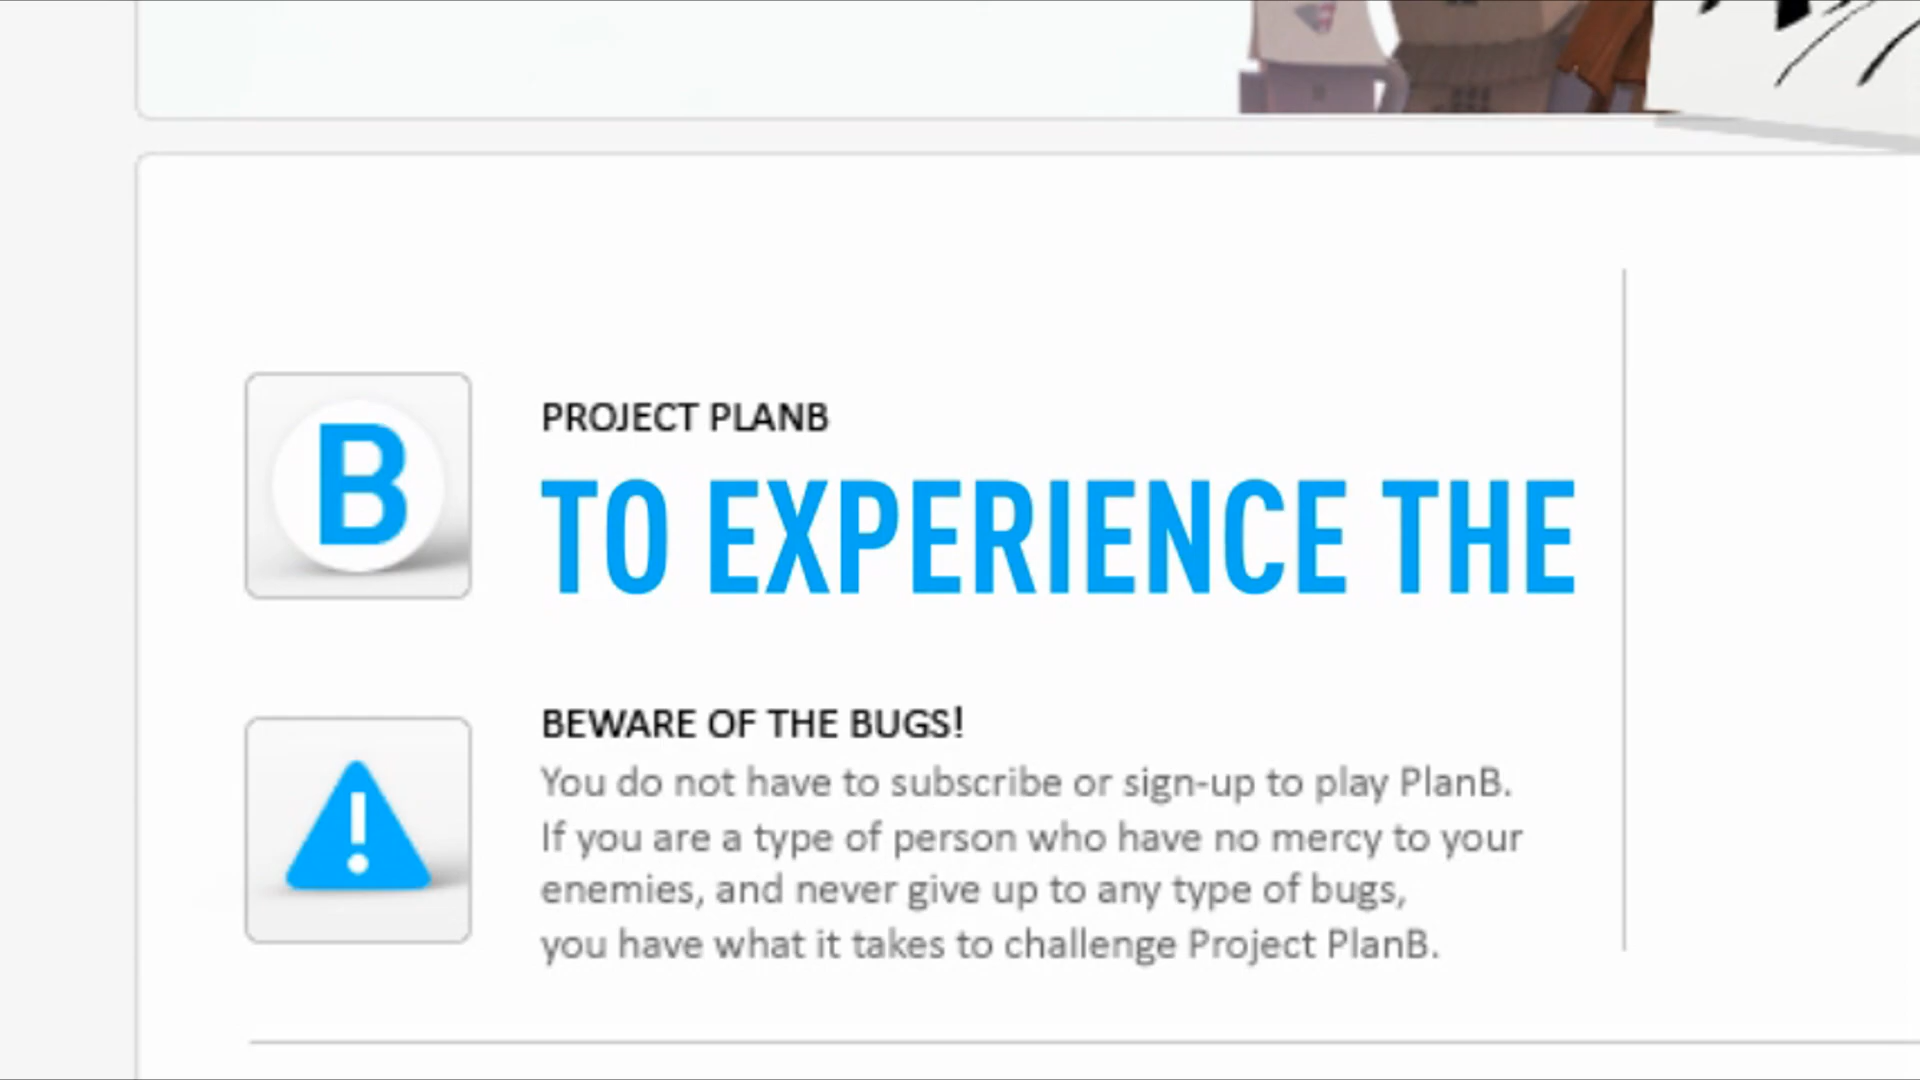 B
PROJECT PLANB
TO EXPERIENCE THE
BEWARE OF THE BUGS!
You do not have to subscribe or sign-up to play PlanB.
If you are a type of person who have no mercy to your
enemies, and never give up to any type of bugs,
you have what it takes to challenge Project PlanB.